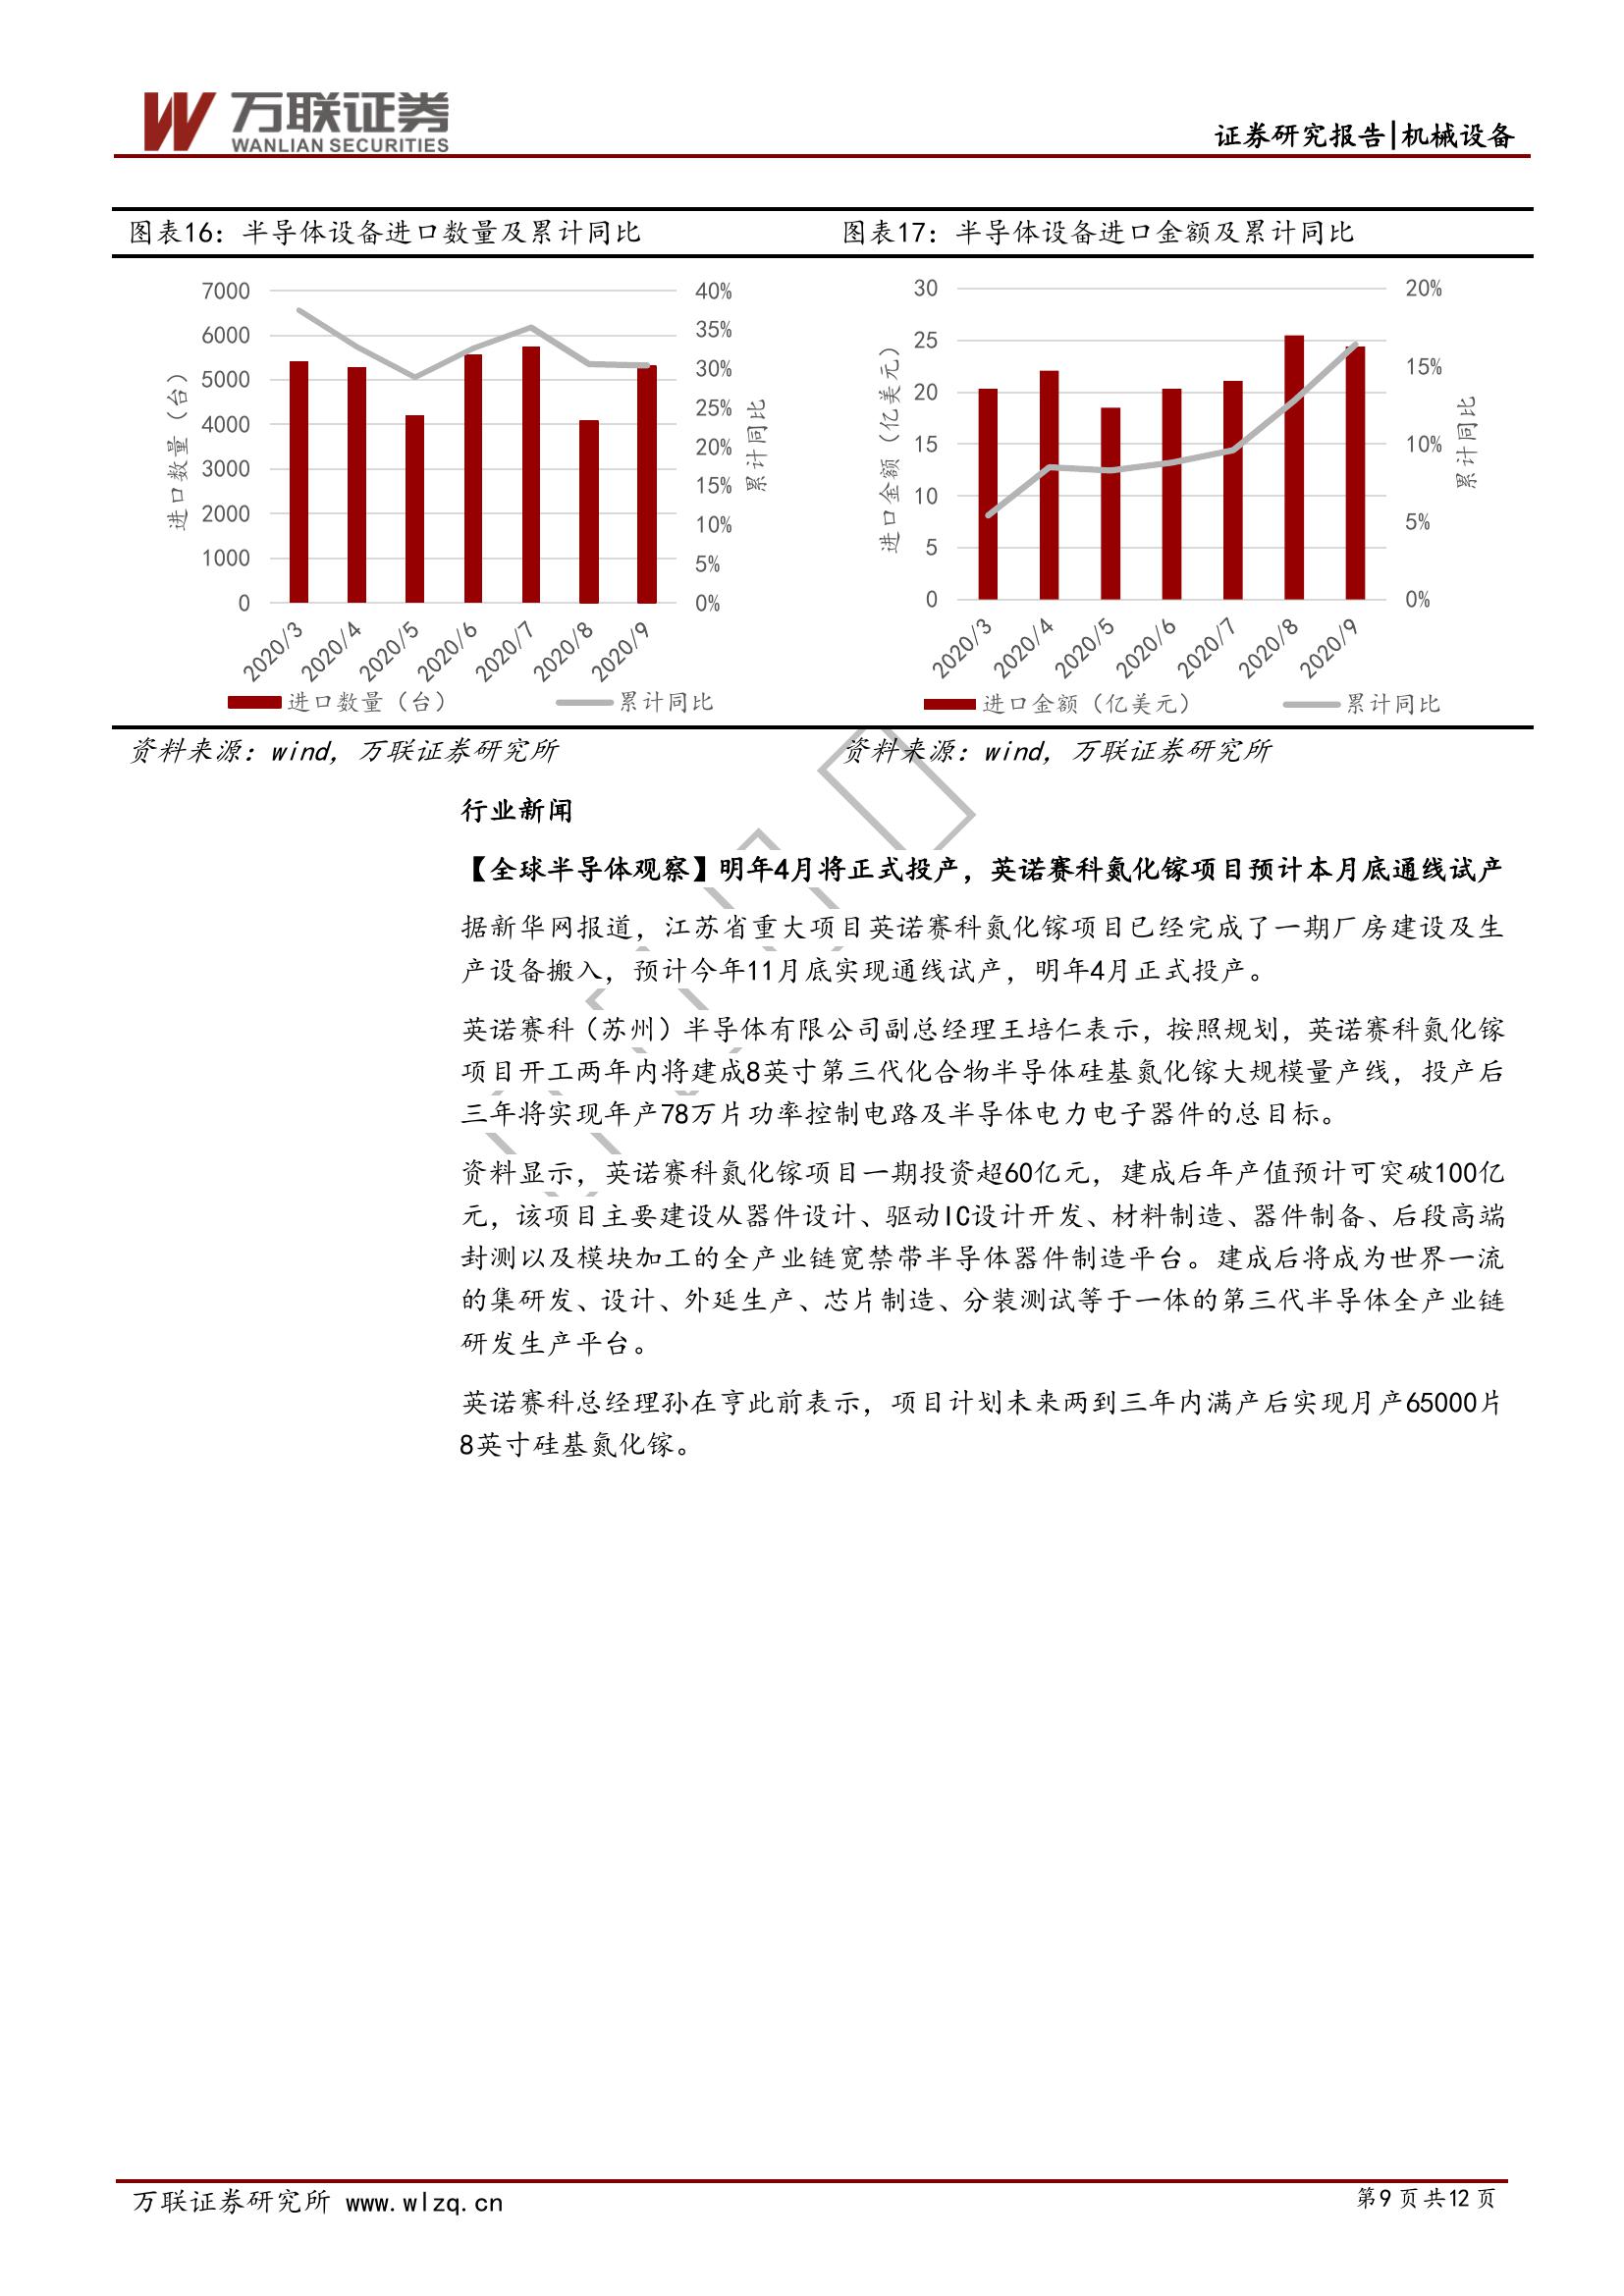 万联证券
WANLIAN SECURITIES
证券研究报告|机械设备
图表16：半导体设备进口数量及累计同比
7000
6000
5000
4000
3000
2000
1000
0
进口数量（台）
40%
35%
30%
25%
20%
15%
10%
5%
0%
累计同比
2020/3
2020/4
2020/5
2020/6
2020/7
2020/8
2020/9
进口数量（台）
累计同比
资料来源：wind，万联证券研究所
图表17：半导体设备进口金额及累计同比
30
25
20
15
10
5
0
进口金额（亿美元）
20%
15%
10%
5%
0%
累计同比
2020/3
2020/4
2020/5
2020/6
2020/7
2020/8
2020/9
进口金额（亿美元）
累计同比
资料来源：wind，万联证券研究所
行业新闻
【全球半导体观察】明年4月将正式投产，英诺赛科氮化镓项目预计本月底通线试产
据新华网报道，江苏省重大项目英诺赛科氮化镓项目已经完成了一期厂房建设及生
产设备搬入，预计今年11月底实现通线试产，明年4月正式投产。
英诺赛科（苏州）半导体有限公司副总经理王培仁表示，按照规划，英诺赛科氮化镓
项目开工两年内将建成8英寸第三代化合物半导体硅基氮化镓大规模量产线，投产后
三年将实现年产78万片功率控制电路及半导体电力电子器件的总目标。
资料显示，英诺赛科氮化镓项目一期投资超60亿元，建成后年产值预计可突破100亿
元，该项目主要建设从器件设计、驱动IC设计开发、材料制造、器件制备、后段高端
封测以及模块加工的全产业链宽禁带半导体器件制造平台。建成后将成为世界一流
的集研发、设计、外延生产、芯片制造、分装测试等于一体的第三代半导体全产业链
研发生产平台。
英诺赛科总经理孙在亨此前表示，项目计划未来两到三年内满产后实现月产65000片
8英寸硅基氮化镓。
万联证券研究所 www.wlzq.cn
第9页共12页